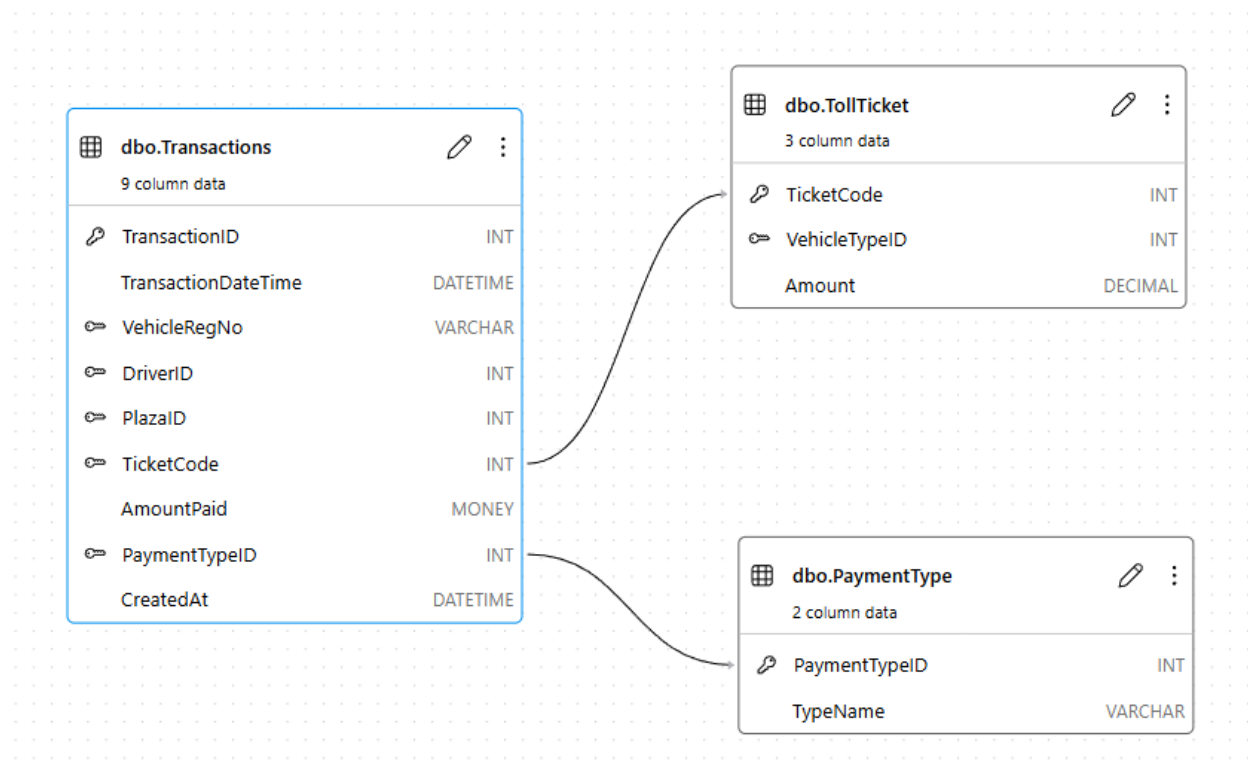 dbo.Transactions
9 column data
TransactionID INT
TransactionDateTime DATETIME
VehicleRegNo VARCHAR
DriverID INT
PlazaID INT
TicketCode INT
AmountPaid MONEY
PaymentTypeID INT
CreatedAt DATETIME
dbo.TollTicket
3 column data
TicketCode INT
VehicleTypeID INT
Amount DECIMAL
dbo.PaymentType
2 column data
PaymentTypeID INT
TypeName VARCHAR